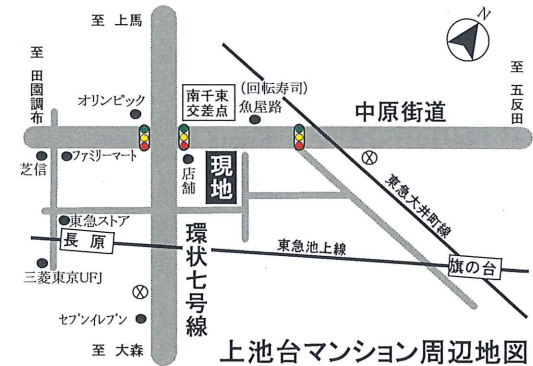 至 上馬
N
至 田園調布
オリンピック
南千束
交差点
(回転寿司)
魚屋路
中原街道
至 五反田
芝信
ファミリーマート
店舗
現地
東急大井町線
東急ストア
長原
環状七号線
東急池上線
旗の台
三菱東京UFJ
セブンイレブン
至 大森
上池台マンション周辺地図